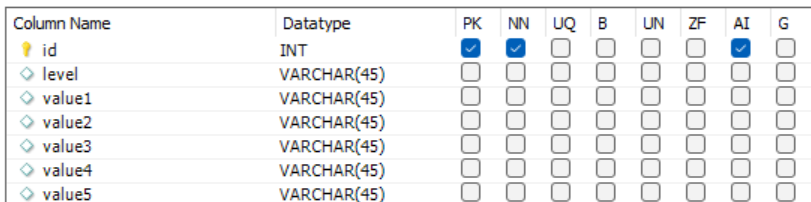 Column Name Datatype PK NN UQ B UN ZF AI G
id INT
level VARCHAR(45)
value1 VARCHAR(45)
value2 VARCHAR(45)
value3 VARCHAR(45)
value4 VARCHAR(45)
value5 VARCHAR(45)